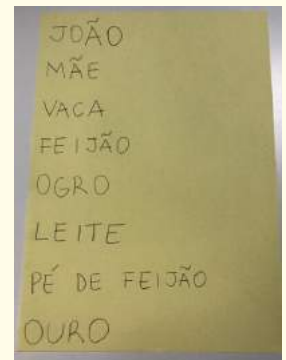 JOÃO
MÃE
VACA
FEIJÃO
OGRO
LEITE
PÉ DE FEIJÃO
OURO